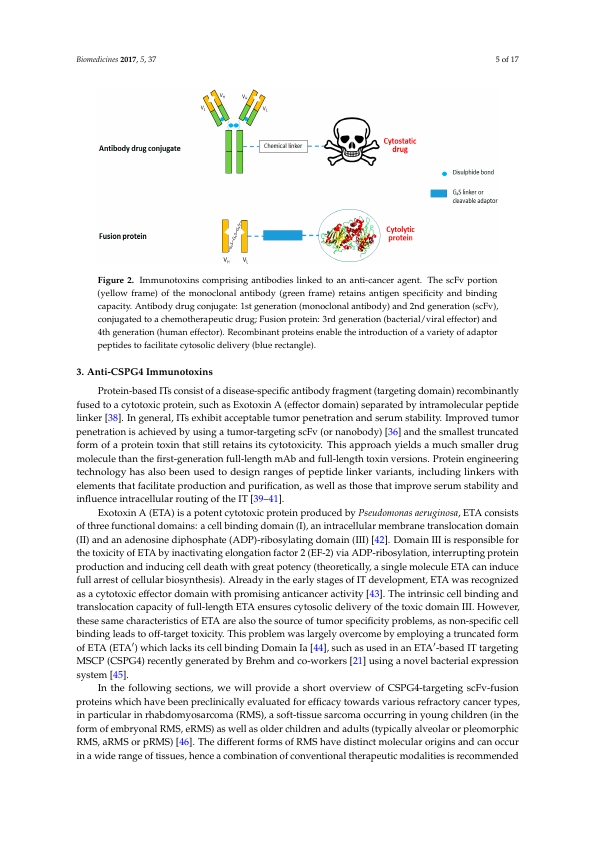 Biomedicines 2017, 5, 37
5 of 17
VH
VH
VL
VL
Antibody drug conjugate
Chemical linker
Cytostatic
drug
Disulphide bond
G4S linker or
cleavable adaptor
Fusion protein
Cytolytic
protein
VH
VL
Figure 2. Immunotoxins comprising antibodies linked to an anti-cancer agent. The scFv portion
(yellow frame) of the monoclonal antibody (green frame) retains antigen specificity and binding
capacity. Antibody drug conjugate: 1st generation (monoclonal antibody) and 2nd generation (scFv),
conjugated to a chemotherapeutic drug; Fusion protein: 3rd generation (bacterial/viral effector) and
4th generation (human effector). Recombinant proteins enable the introduction of a variety of adaptor
peptides to facilitate cytosolic delivery (blue rectangle).
3. Anti-CSPG4 Immunotoxins
Protein-based ITs consist of a disease-specific antibody fragment (targeting domain) recombinantly
fused to a cytotoxic protein, such as Exotoxin A (effector domain) separated by intramolecular peptide
linker [38]. In general, ITs exhibit acceptable tumor penetration and serum stability. Improved tumor
penetration is achieved by using a tumor-targeting scFv (or nanobody) [36] and the smallest truncated
form of a protein toxin that still retains its cytotoxicity. This approach yields a much smaller drug
molecule than the first-generation full-length mAb and full-length toxin versions. Protein engineering
technology has also been used to design ranges of peptide linker variants, including linkers with
elements that facilitate production and purification, as well as those that improve serum stability and
influence intracellular routing of the IT [39–41].
Exotoxin A (ETA) is a potent cytotoxic protein produced by Pseudomonas aeruginosa, ETA consists
of three functional domains: a cell binding domain (I), an intracellular membrane translocation domain
(II) and an adenosine diphosphate (ADP)-ribosylating domain (III) [42]. Domain III is responsible for
the toxicity of ETA by inactivating elongation factor 2 (EF-2) via ADP-ribosylation, interrupting protein
production and inducing cell death with great potency (theoretically, a single molecule ETA can induce
full arrest of cellular biosynthesis). Already in the early stages of IT development, ETA was recognized
as a cytotoxic effector domain with promising anticancer activity [43]. The intrinsic cell binding and
translocation capacity of full-length ETA ensures cytosolic delivery of the toxic domain III. However,
these same characteristics of ETA are also the source of tumor specificity problems, as non-specific cell
binding leads to off-target toxicity. This problem was largely overcome by employing a truncated form
of ETA (ETA′) which lacks its cell binding Domain Ia [44], such as used in an ETA′-based IT targeting
MSCP (CSPG4) recently generated by Brehm and co-workers [21] using a novel bacterial expression
system [45].
In the following sections, we will provide a short overview of CSPG4-targeting scFv-fusion
proteins which have been preclinically evaluated for efficacy towards various refractory cancer types,
in particular in rhabdomyosarcoma (RMS), a soft-tissue sarcoma occurring in young children (in the
form of embryonal RMS, eRMS) as well as older children and adults (typically alveolar or pleomorphic
RMS, aRMS or pRMS) [46]. The different forms of RMS have distinct molecular origins and can occur
in a wide range of tissues, hence a combination of conventional therapeutic modalities is recommended